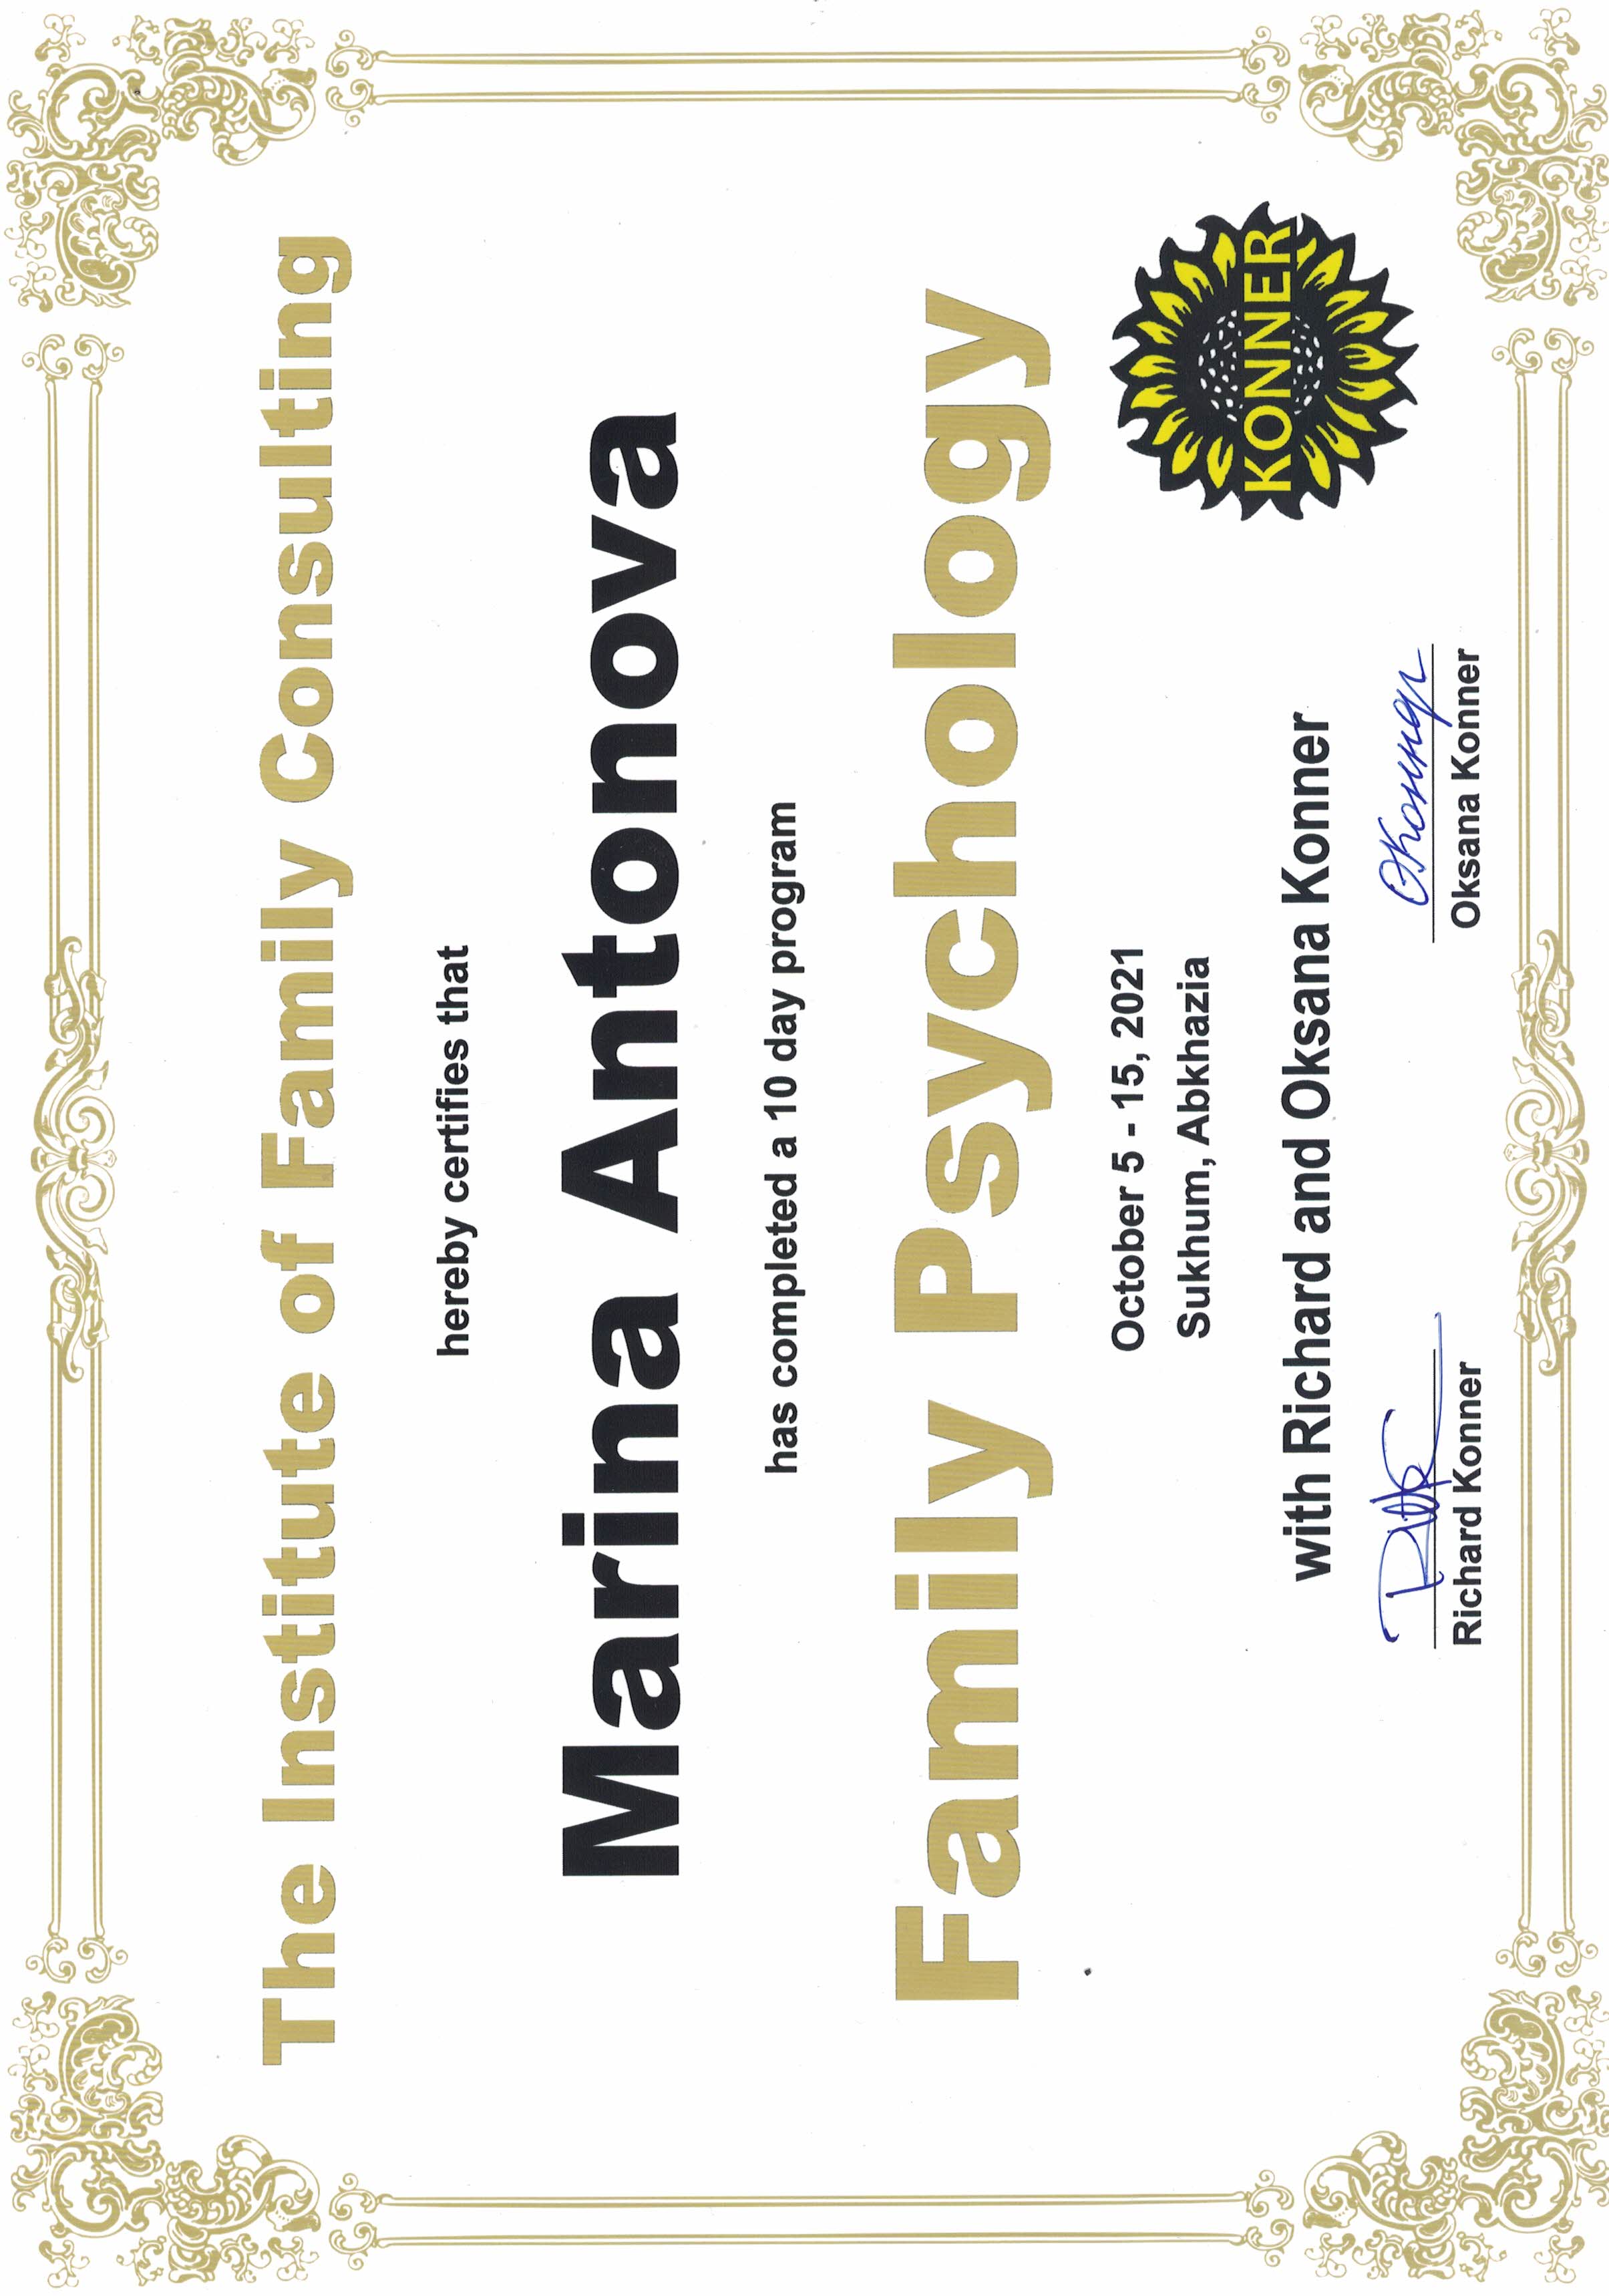 The Institute of Family Consulting
hereby certifies that
Marina Antonova
has completed a 10 day program
Family Psychology
October 5 - 15, 2021
Sukhum, Abkhazia
with Richard and Oksana Konner
KONNER
Richard Konner
Oksana Konner